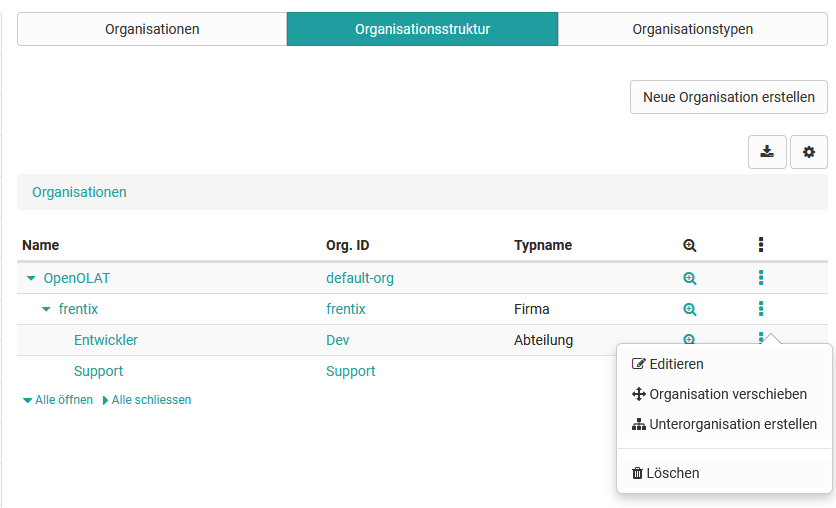 Organisationen Organisationsstruktur Organisationstypen
Neue Organisation erstellen
Organisationen
Name Org. ID Typname
OpenOLAT default-org
frentix frentix Firma
Entwickler Dev Abteilung
Support Support
Alle öffnen Alle schliessen
Editieren
Organisation verschieben
Unterorganisation erstellen
Löschen